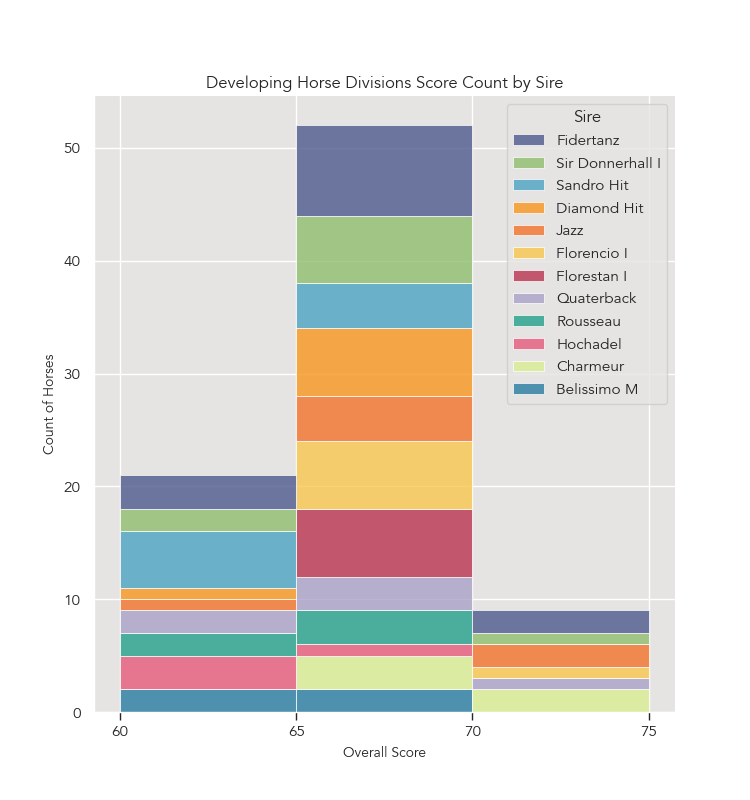 Developing Horse Divisions Score Count by Sire
Sire
Fidertanz
Sir Donnerhall I
Sandro Hit
Diamond Hit
Jazz
Florencio I
Florestan I
Quaterback
Rousseau
Hochadel
Charmeur
Belissimo M
50
40
30
20
10
0
Count of Horses
60
65
70
75
Overall Score